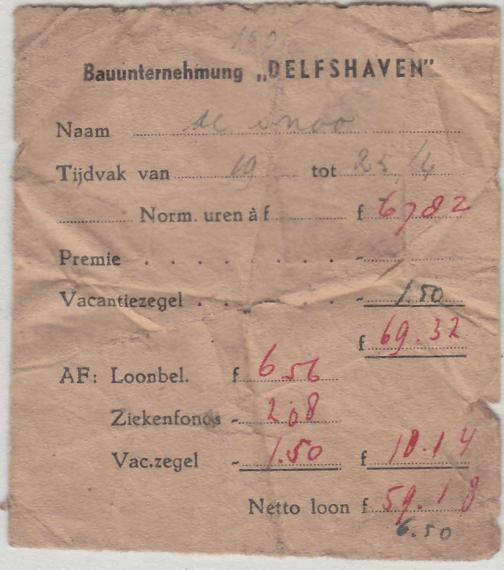 150
Bauunternehmung „DELFSHAVEN"
Naam de
Tijdvak van 19 tot 25/4
Norm. uren à f f 67,82
Premie -
Vacantiezegel - 1.50
f 69.32
AF: Loonbel. f 6.56
Ziekenfonds - 2,08
Vac.zegel - 1.50 f 10.14
Netto loon f 59.18
6.50